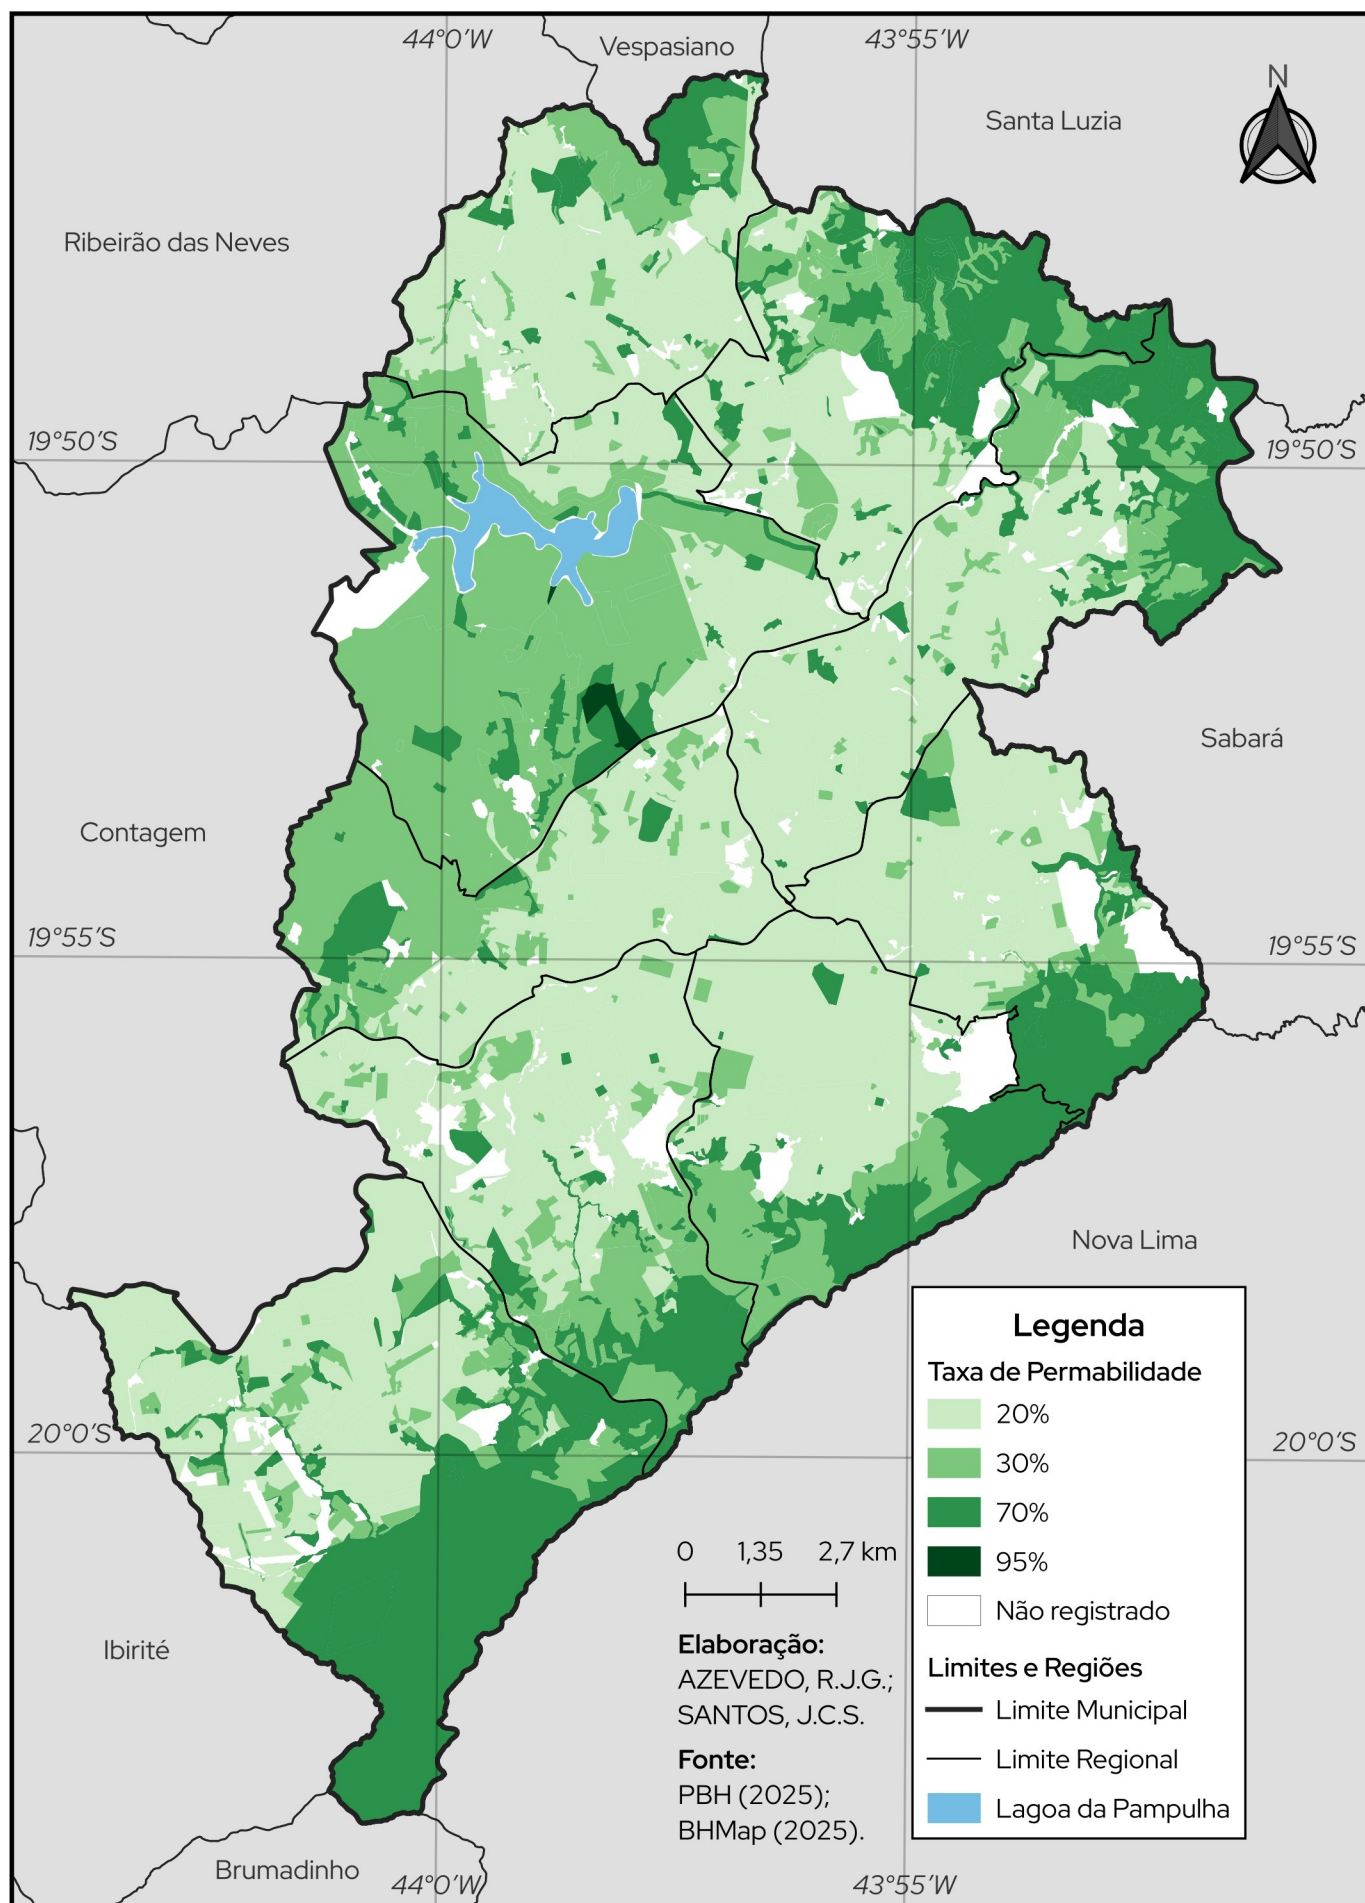 44°0'W
Vespasiano
43°55'W
N
Santa Luzia
Ribeirão das Neves
19°50'S
19°50'S
Sabará
Contagem
19°55'S
19°55'S
Nova Lima
20°0'S
20°0'S
Ibirité
Brumadinho
44°0'W
43°55'W
0 1,35 2,7 km
Elaboração:
AZEVEDO, R.J.G.;
SANTOS, J.C.S.
Fonte:
PBH (2025);
BHMap (2025).
Legenda
Taxa de Permabilidade
20%
30%
70%
95%
Não registrado
Limites e Regiões
Limite Municipal
Limite Regional
Lagoa da Pampulha